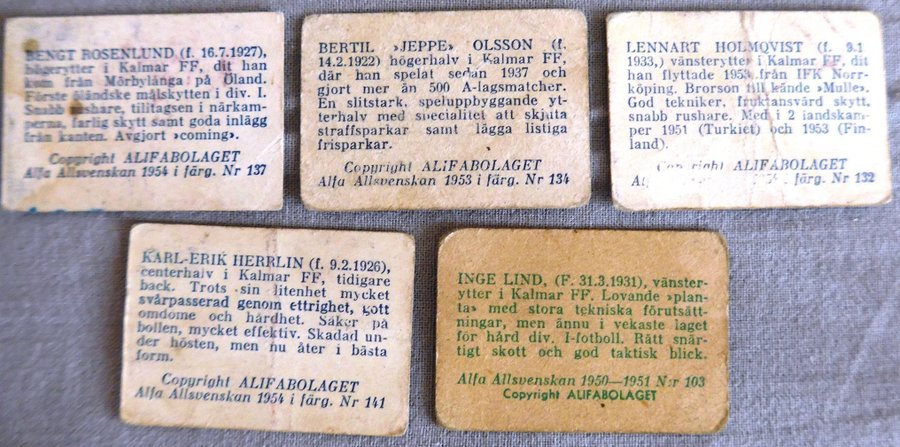 BENGT ROSENLUND (f. 16.7.1927),
högerytter i Kalmar FF, dit han
kom från Mörbylånga på Öland.
Förste öländske målskytten i div. I.
Snabb rushare, tilltagsen i närkam-
perna, farlig skytt samt goda inlägg
från kanten. Avgjort »coming».
Copyright ALIFABOLAGET
Alfa Allsvenskan 1954 i färg. Nr 137
BERTIL »JEPPE» OLSSON (f.
14.2.1922) högerhalv i Kalmar FF,
där han spelat sedan 1937 och
gjort mer än 500 A-lagsmatcher.
En slitstark, speluppbyggande yt-
terhalv med specialitet att skjuta
straffsparkar samt lägga listiga
frisparkar.
Copyright ALIFABOLAGET
Alfa Allsvenskan 1953 i färg. Nr 134
LENNART HOLMQVIST (f. 9.1
1933,) vänsterytter i Kalmar FF, dit
han flyttade 1953 från IFK Norr-
köping. Brorson till kände »Mulle».
God tekniker, fruktansvärd skytt,
snabb rushare. Med i 2 landskam-
per 1951 (Turkiet) och 1953 (Fin-
land).
ALIFABOLAGET
Allsvenskan färg. Nr 132
KARL-ERIK HERRLIN (f. 9.2.1926),
centerhalv i Kalmar FF, tidigare
back. Trots sin litenhet mycket
svårpasserad genom ettrighet, gott
omdöme och hårdhet. Säker på
bollen, mycket effektiv. Skadad un-
der hösten, men nu åter i bästa
form.
Copyright ALIFABOLAGET
Alfa Allsvenskan 1954 i färg. Nr 141
INGE LIND, (F. 31.3.1931), vänster-
ytter i Kalmar FF. Lovande »plan-
ta» med stora tekniska förutsätt-
ningar, men ännu i vekaste laget
för hård div. I-fotboll. Rätt snär-
tigt skott och god taktisk blick.
Alfa Allsvenskan 1950—1951 N:r 103
Copyright ALIFABOLAGET